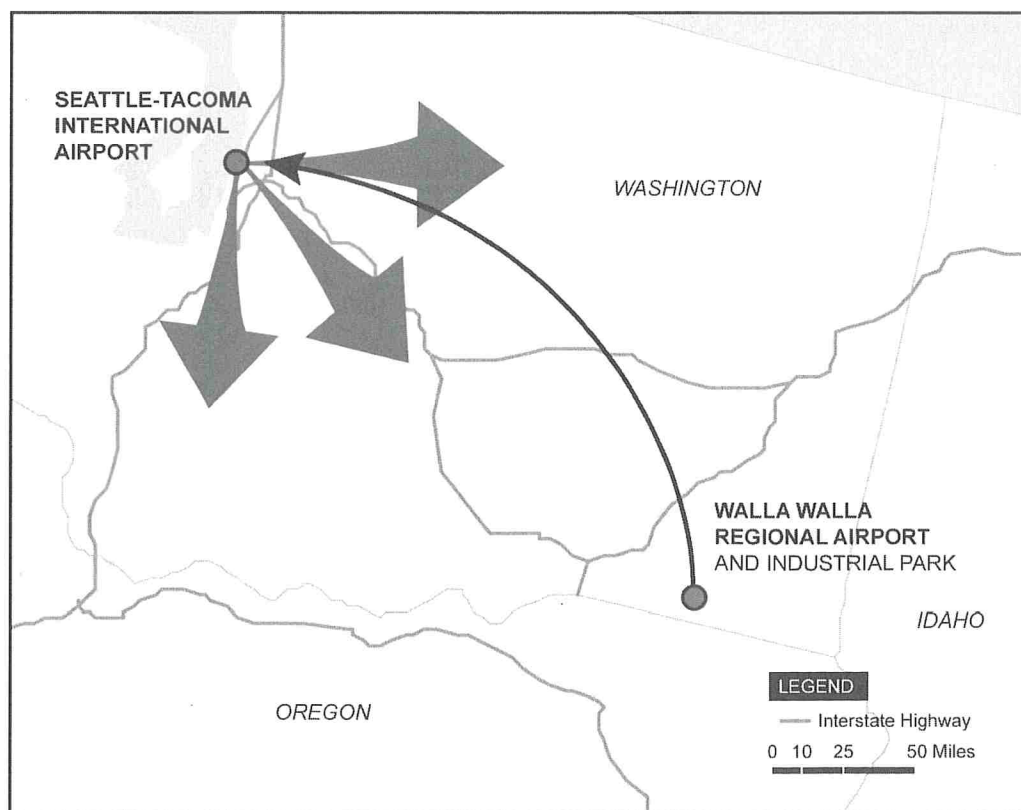 SEATTLE-TACOMA
INTERNATIONAL
AIRPORT
WASHINGTON
WALLA WALLA
REGIONAL AIRPORT
AND INDUSTRIAL PARK
IDAHO
OREGON
LEGEND
Interstate Highway
0 10 25 50 Miles